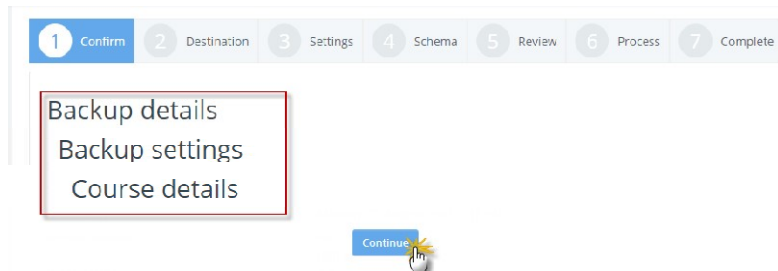 1 Confirm 2 Destination 3 Settings 4 Schema 5 Review 6 Process 7 Complete
Backup details
Backup settings
Course details
Continue